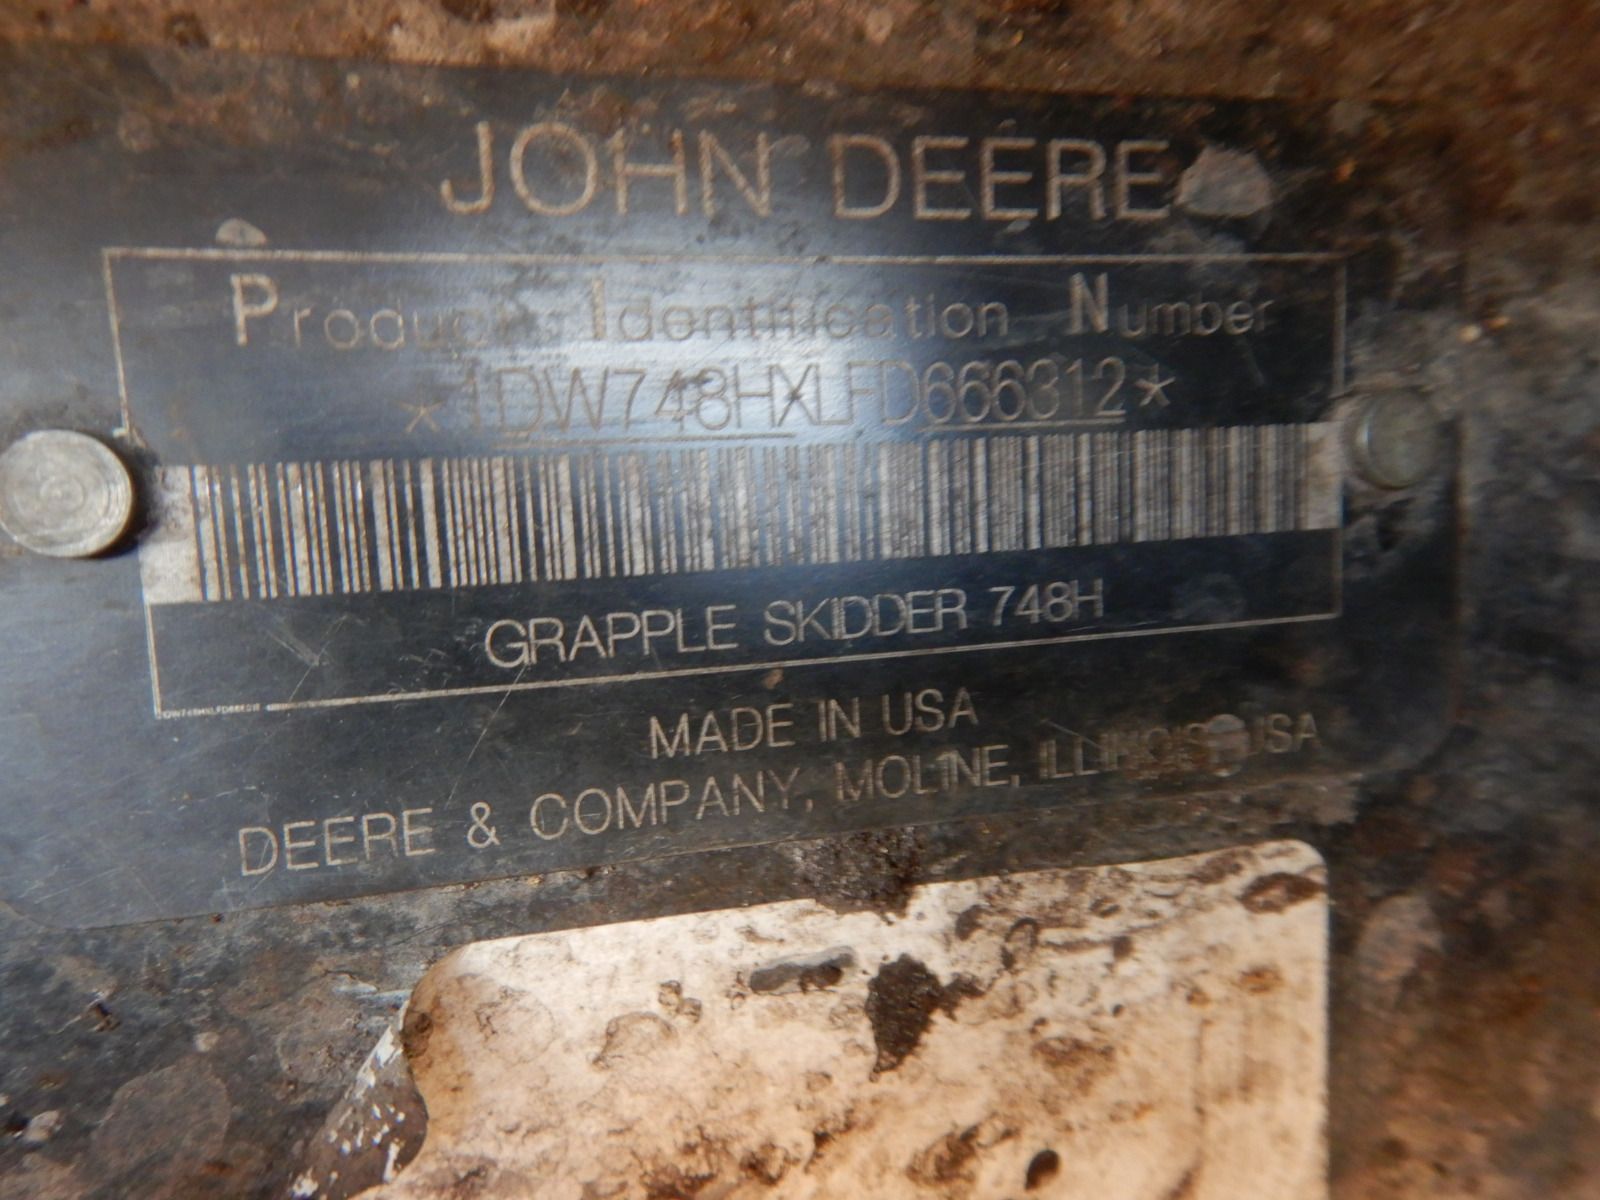 JOHN DEERE
Product Identification Number
*1DW748HXLFD666312*
GRAPPLE SKIDDER 748H
MADE IN USA
DEERE & COMPANY, MOLINE, ILLINOIS USA